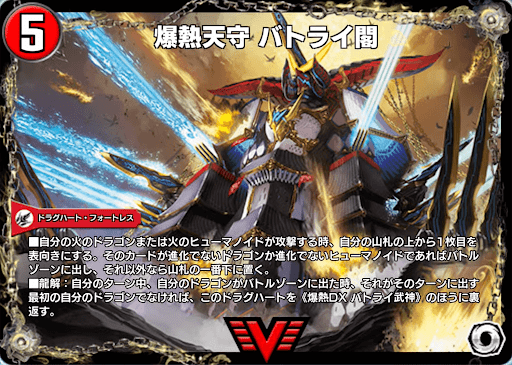 5
爆熱天守 バトライ閣
ドラグハート・フォートレス
■自分の火のドラゴンまたは火のヒューマノイドが攻撃する時、自分の山札の上から1枚目を
表向きにする。そのカードが進化でないドラゴンか進化でないヒューマノイドであればバトル
ゾーンに出し、それ以外なら山札の一番下に置く。
■龍解：自分のターン中、自分のドラゴンがバトルゾーンに出た時、それがそのターンに出す
最初の自分のドラゴンでなければ、このドラグハートを《爆熱DX バトライ武神》のほうに裏
返す。